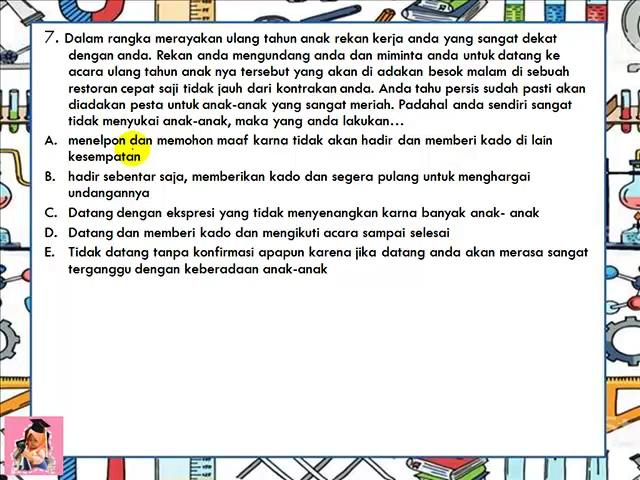 7. Dalam rangka merayakan ulang tahun anak rekan kerja anda yang sangat dekat
dengan anda. Rekan anda mengundang anda dan miminta anda untuk datang ke
acara ulang tahun anak nya tersebut yang akan di adakan besok malam di sebuah
restoran cepat saji tidak jauh dari kontrakan anda. Anda tahu persis sudah pasti akan
diadakan pesta untuk anak-anak yang sangat meriah. Padahal anda sendiri sangat
tidak menyukai anak-anak, maka yang anda lakukan...
A. menelpon dan memohon maaf karna tidak akan hadir dan memberi kado di lain
kesempatan
B. hadir sebentar saja, memberikan kado dan segera pulang untuk menghargai
undangannya
C. Datang dengan ekspresi yang tidak menyenangkan karna banyak anak- anak
D. Datang dan memberi kado dan mengikuti acara sampai selesai
E. Tidak datang tanpa konfirmasi apapun karena jika datang anda akan merasa sangat
terganggu dengan keberadaan anak-anak